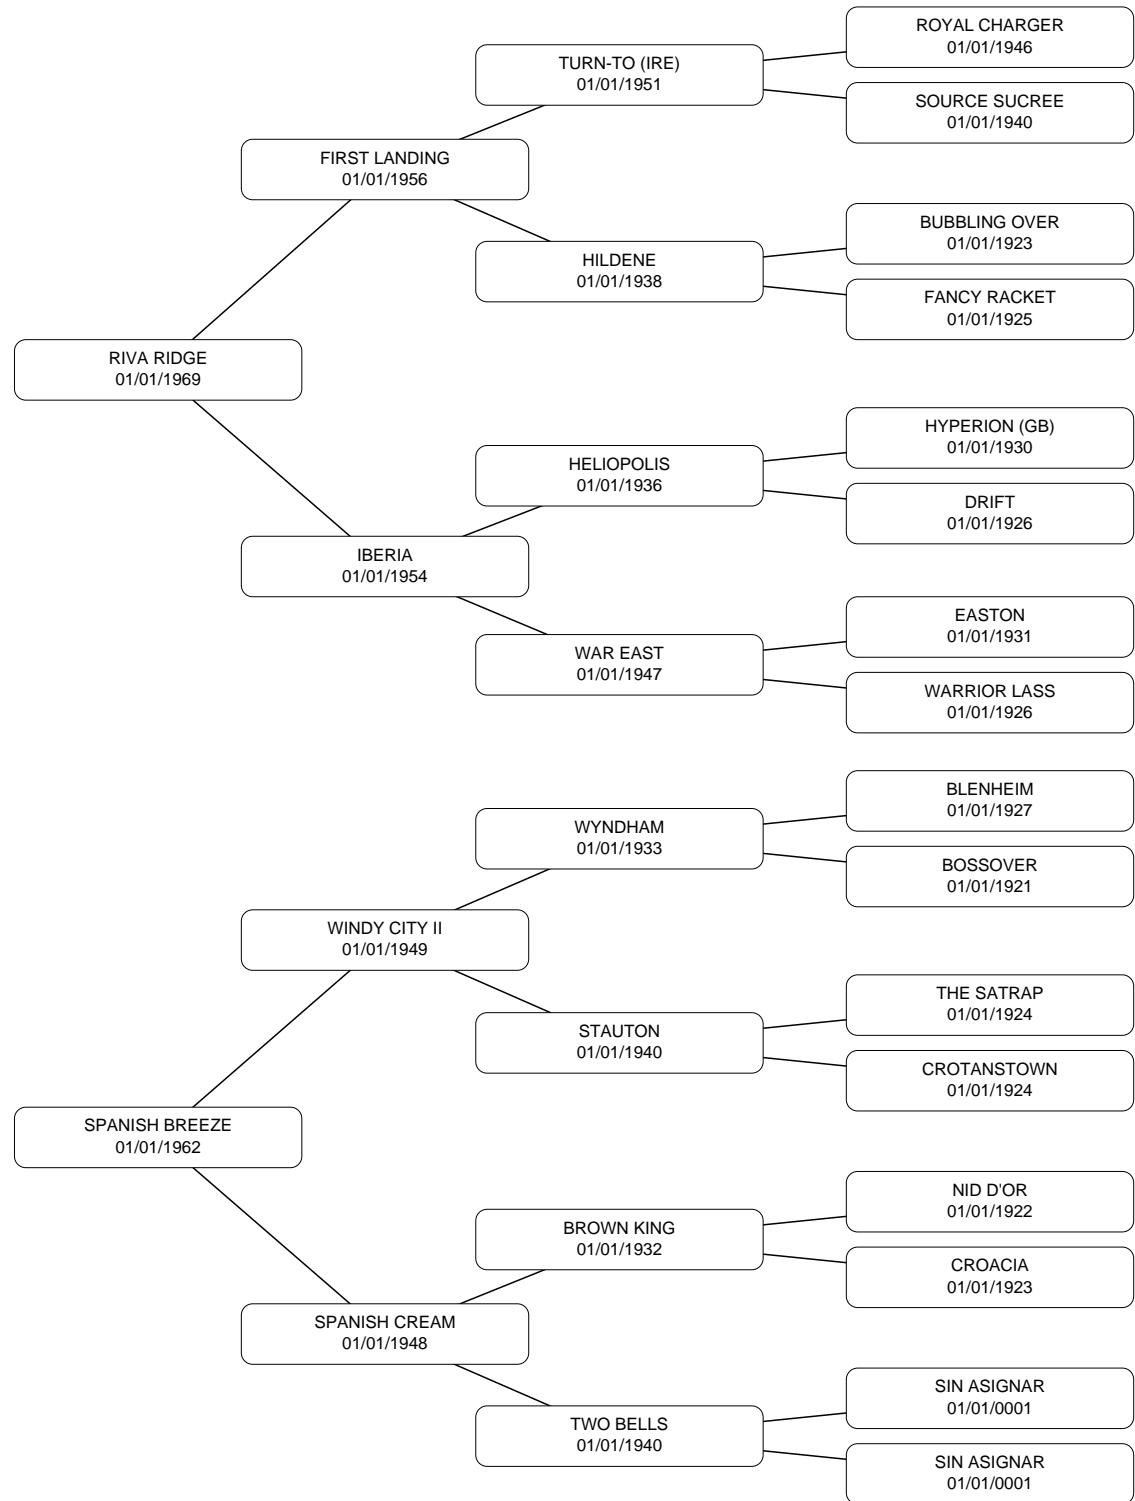 ROYAL CHARGER
01/01/1946
TURN-TO (IRE)
01/01/1951
SOURCE SUCREE
01/01/1940
FIRST LANDING
01/01/1956
BUBBLING OVER
01/01/1923
HILDENE
01/01/1938
FANCY RACKET
01/01/1925
RIVA RIDGE
01/01/1969
HYPERION (GB)
01/01/1930
HELIOPOLIS
01/01/1936
DRIFT
01/01/1926
IBERIA
01/01/1954
EASTON
01/01/1931
WAR EAST
01/01/1947
WARRIOR LASS
01/01/1926
BLENHEIM
01/01/1927
WYNDHAM
01/01/1933
BOSSOVER
01/01/1921
WINDY CITY II
01/01/1949
THE SATRAP
01/01/1924
STAUTON
01/01/1940
CROTANSTOWN
01/01/1924
SPANISH BREEZE
01/01/1962
NID D'OR
01/01/1922
BROWN KING
01/01/1932
CROACIA
01/01/1923
SPANISH CREAM
01/01/1948
SIN ASIGNAR
01/01/0001
TWO BELLS
01/01/1940
SIN ASIGNAR
01/01/0001